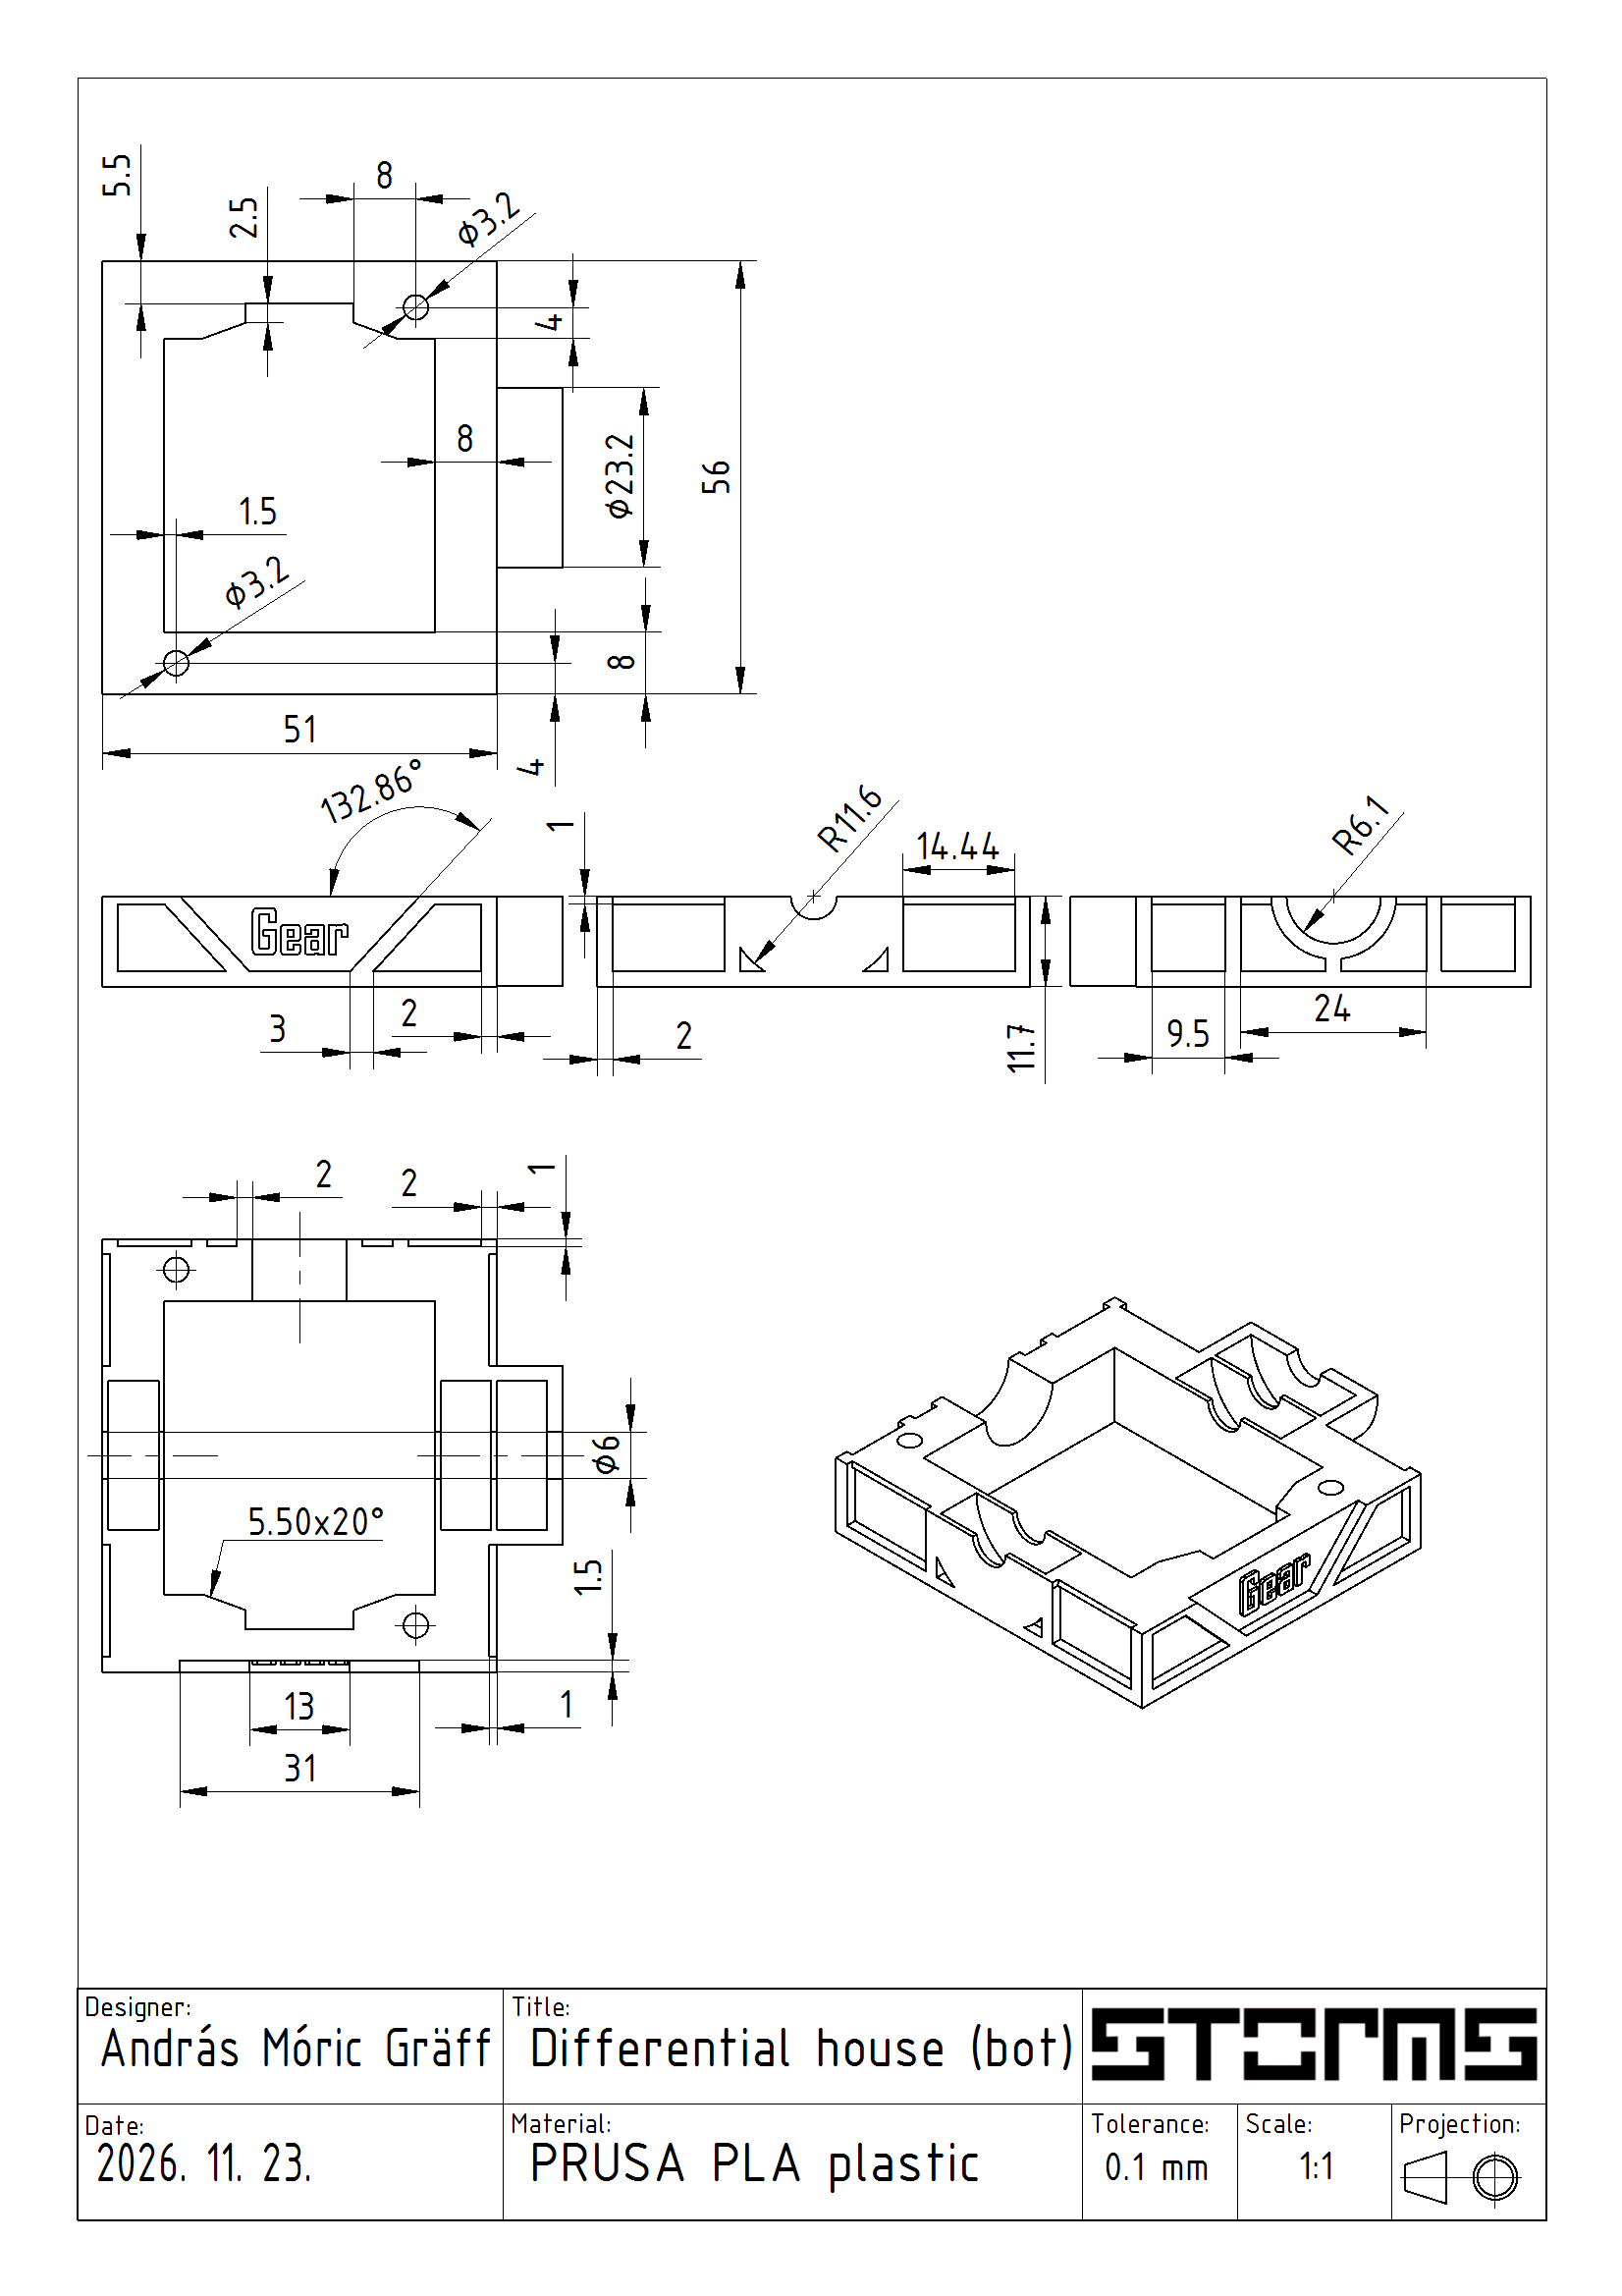 5.5
2.5
8
ϕ3.2
4
8
ϕ23.2
56
1.5
ϕ3.2
8
4
51
132.86°
1
R11.6
14.44
R6.1
Gear
3
2
2
11.7
9.5
24
2
2
1
ϕ6
5.50x20°
1.5
13
1
31
Gear
Designer:
András Móric Gräff
Title:
Differential house (bot)
STORMS
Date:
2026. 11. 23.
Material:
PRUSA PLA plastic
Tolerance:
0.1 mm
Scale:
1:1
Projection: